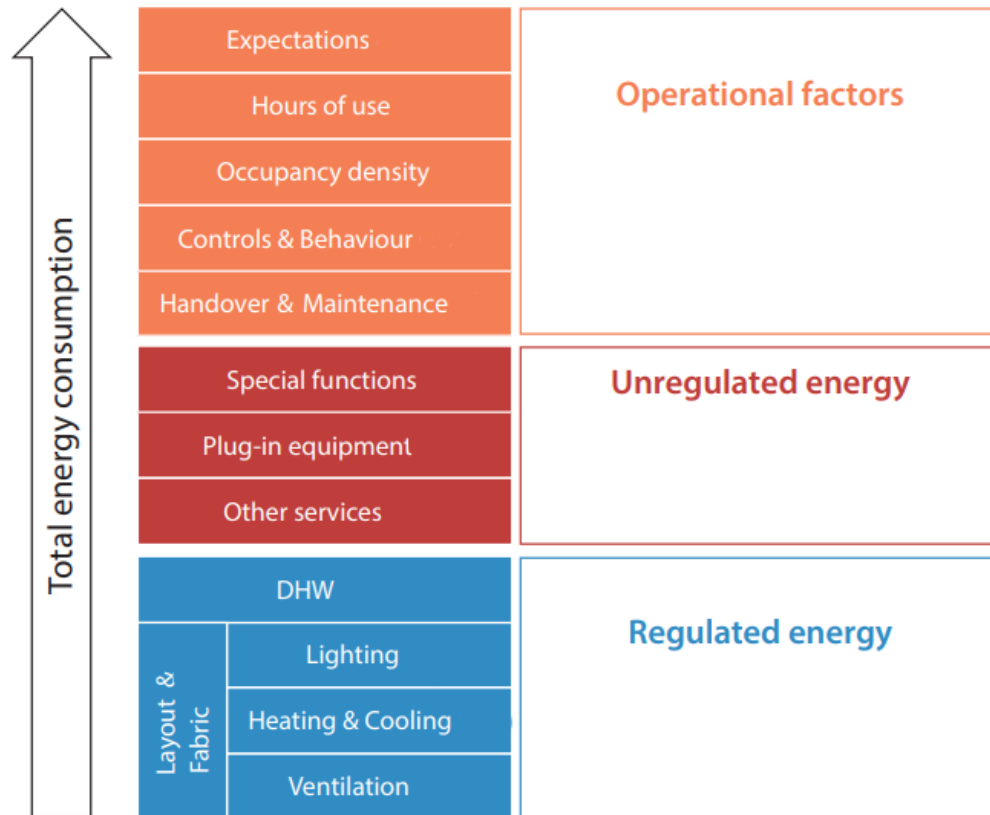 Total energy consumption
Expectations
Hours of use
Occupancy density
Controls & Behaviour
Handover & Maintenance
Operational factors
Special functions
Plug-in equipment
Other services
Unregulated energy
DHW
Layout &
Fabric
Lighting
Heating & Cooling
Ventilation
Regulated energy